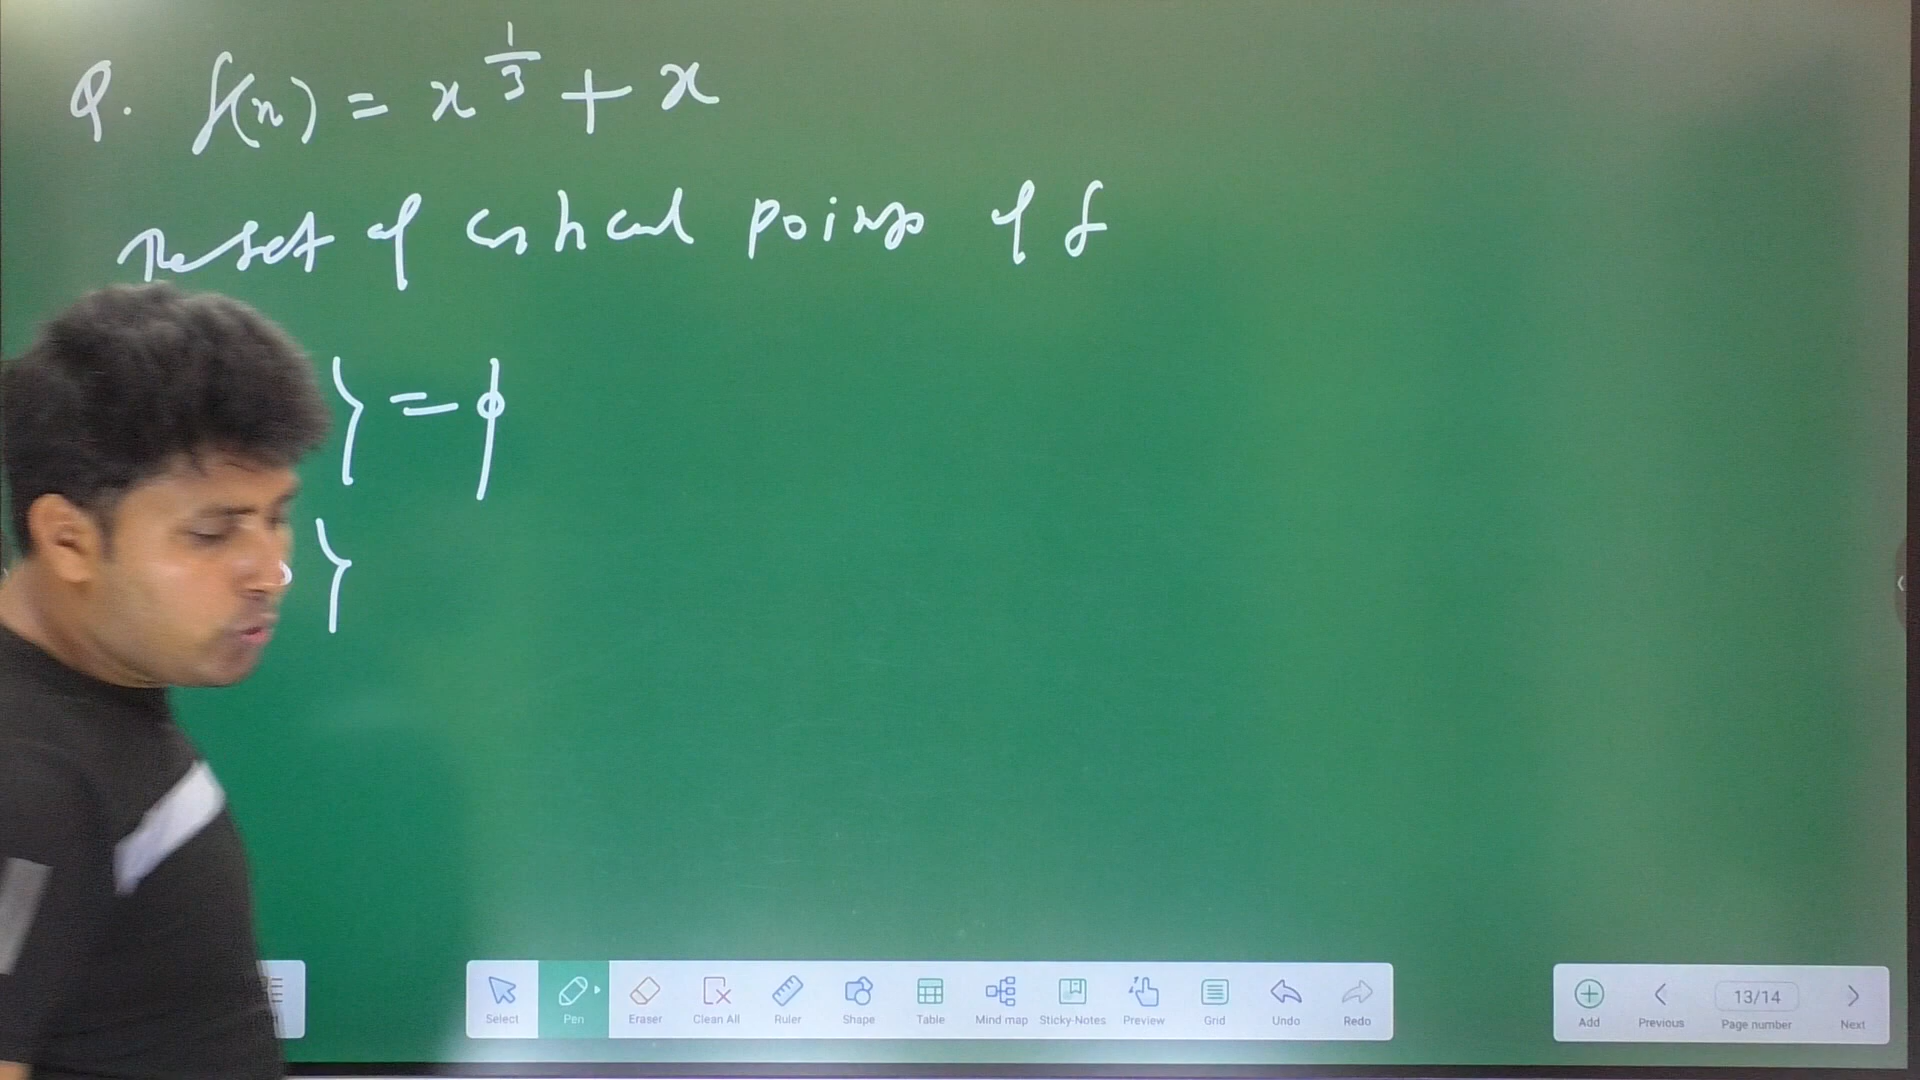 Q. f(x) = x^{1/3} + x
The set of critical points of f
} = ϕ
}
Select Pen Eraser Clean All Ruler Shape Table Mind map Sticky-Notes Preview Grid Undo Redo
Add Previous 13/14 Page number Next